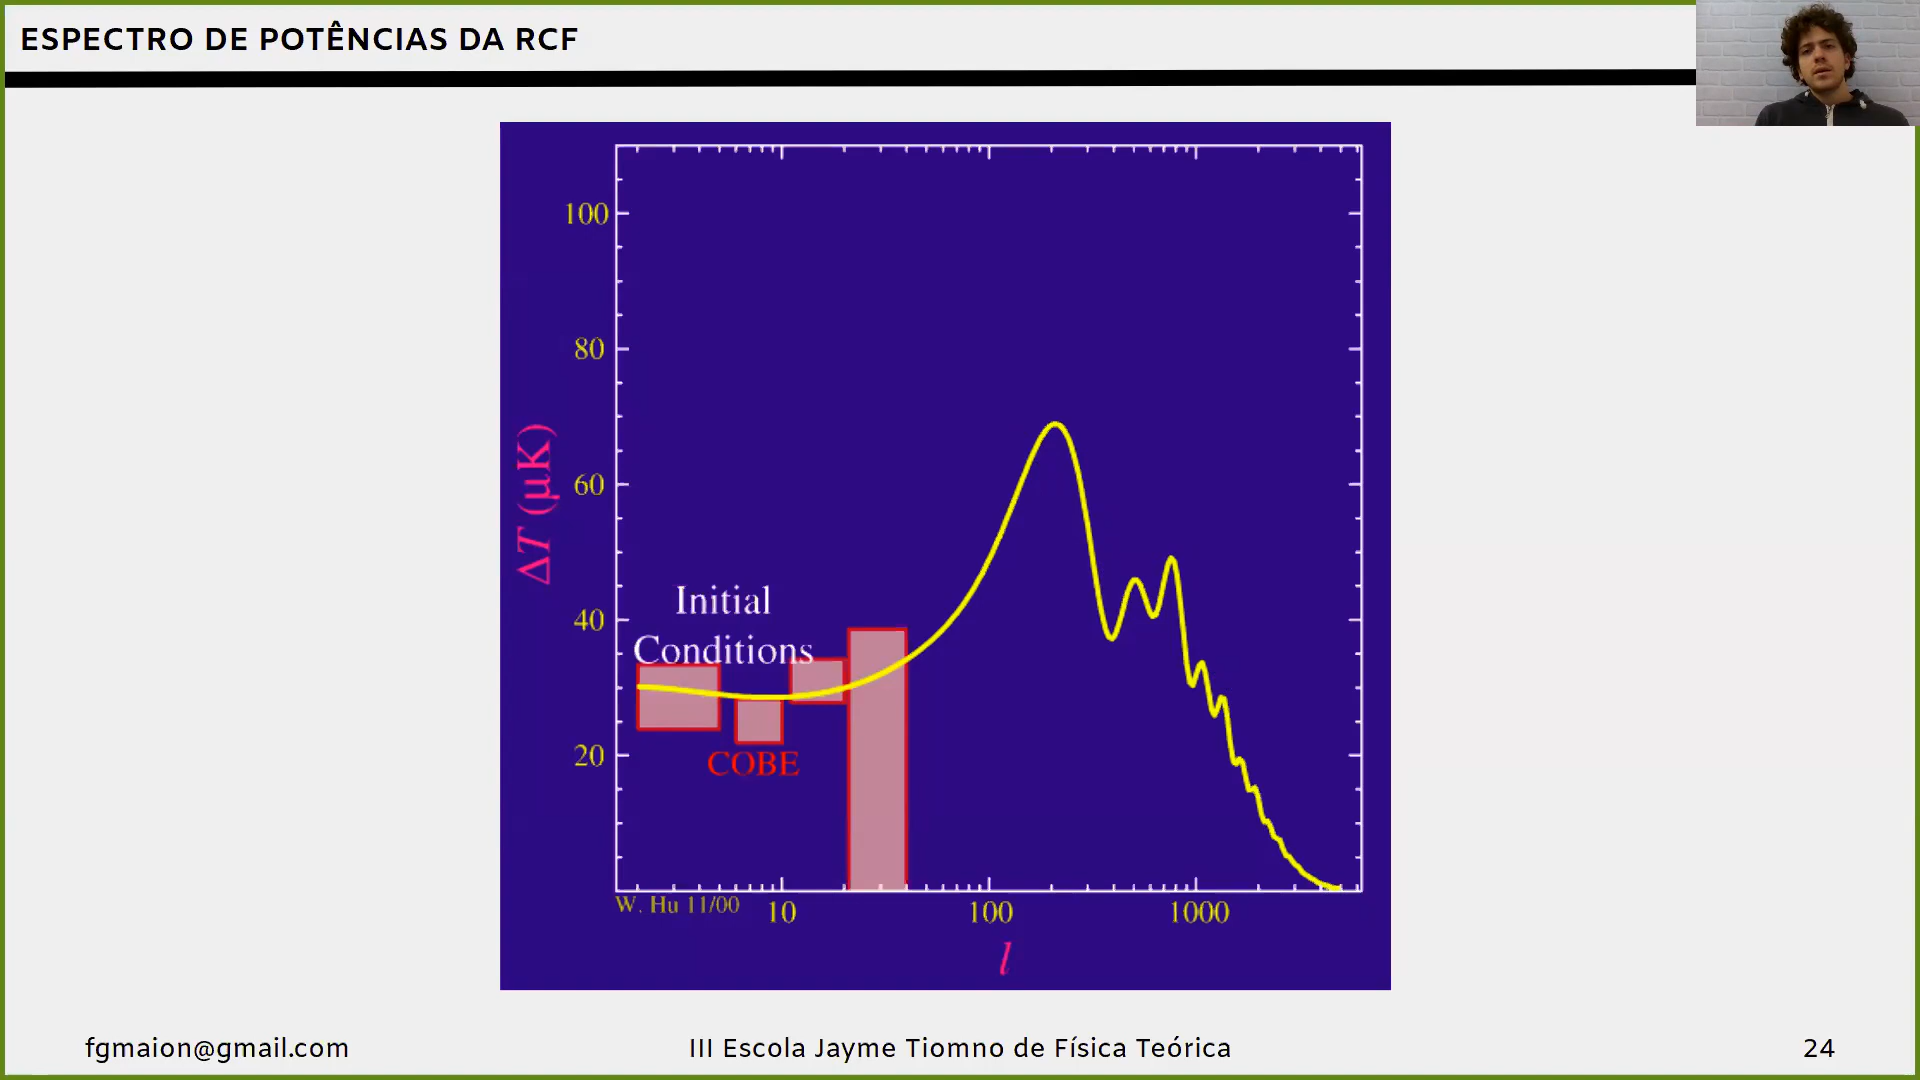 ESPECTRO DE POTÊNCIAS DA RCF
100
80
60
40
20
ΔT (μK)
Initial
Conditions
COBE
W. Hu 11/00
10
100
1000
l
fgmaion@gmail.com
III Escola Jayme Tiomno de Física Teórica
24